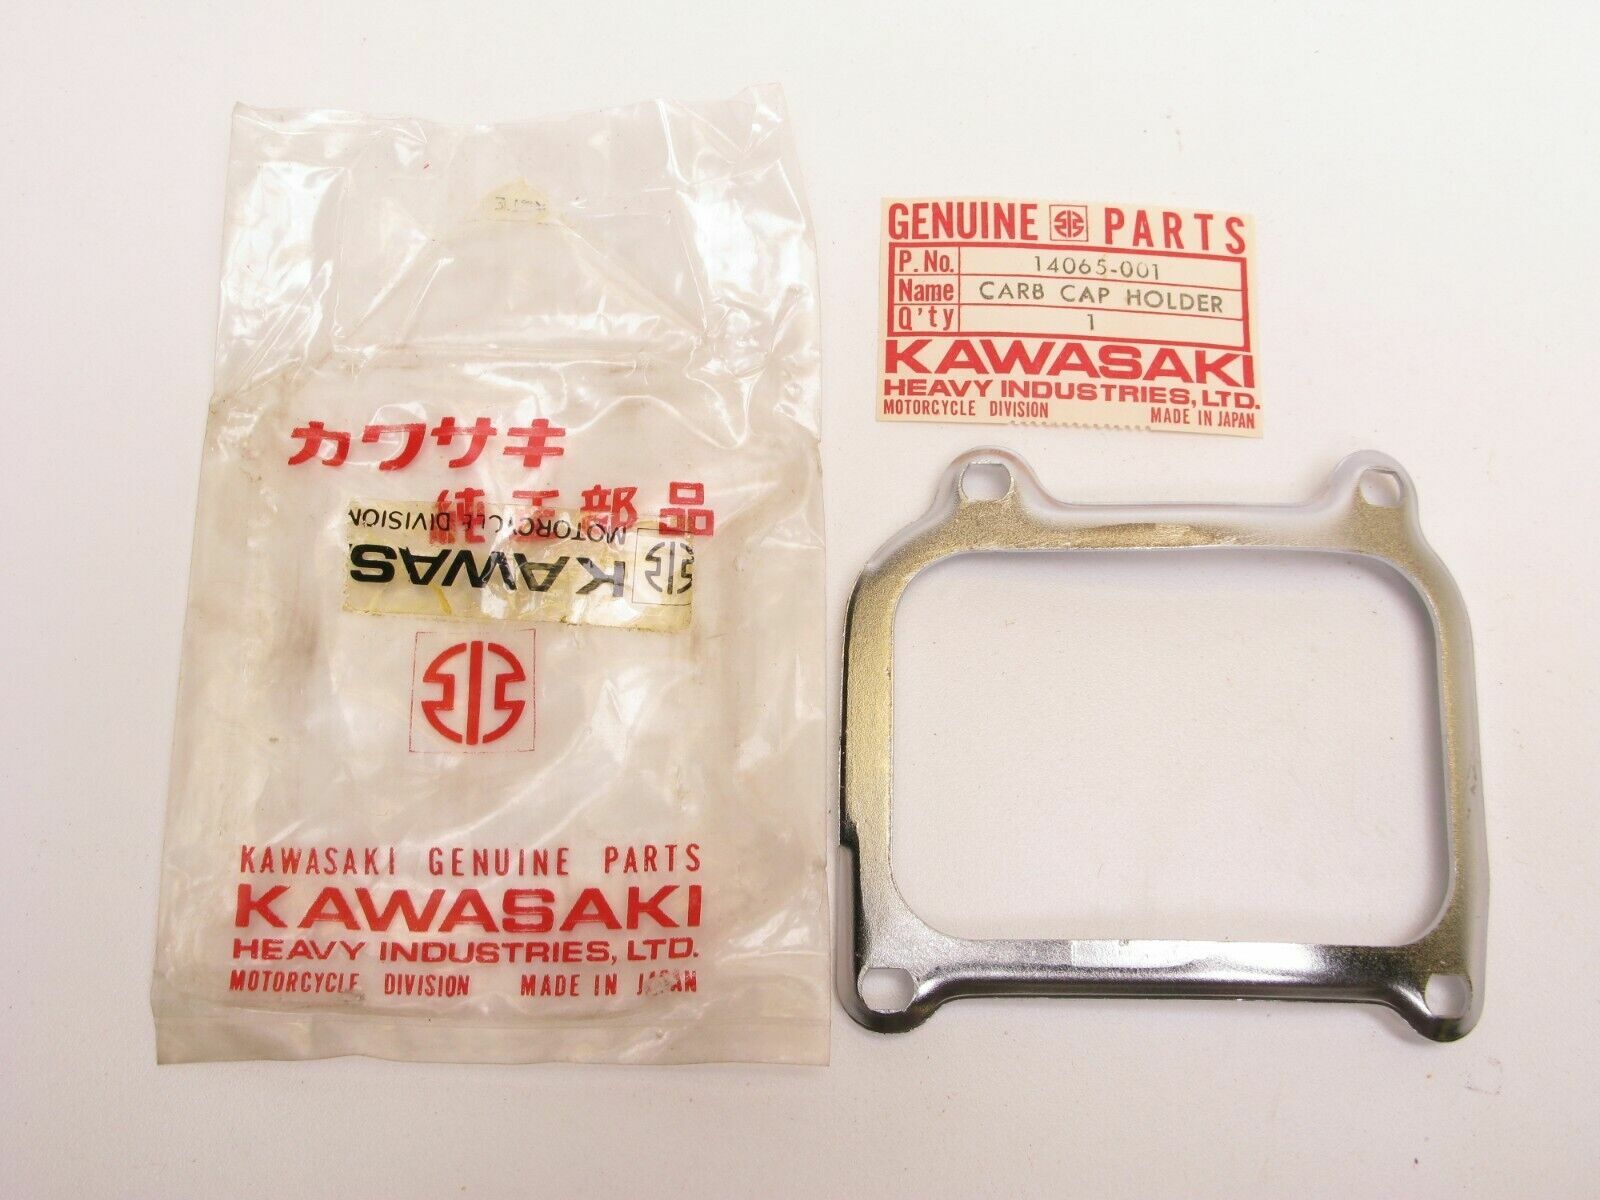 カワサキ
純正部品
MOTORCYCLE DIVISION
KAWAS
KAWASAKI GENUINE PARTS
KAWASAKI
HEAVY INDUSTRIES, LTD.
MOTORCYCLE DIVISION MADE IN JAPAN
GENUINE PARTS
P. No. 14065-001
Name CARB CAP HOLDER
Q'ty 1
KAWASAKI
HEAVY INDUSTRIES, LTD.
MOTORCYCLE DIVISION MADE IN JAPAN